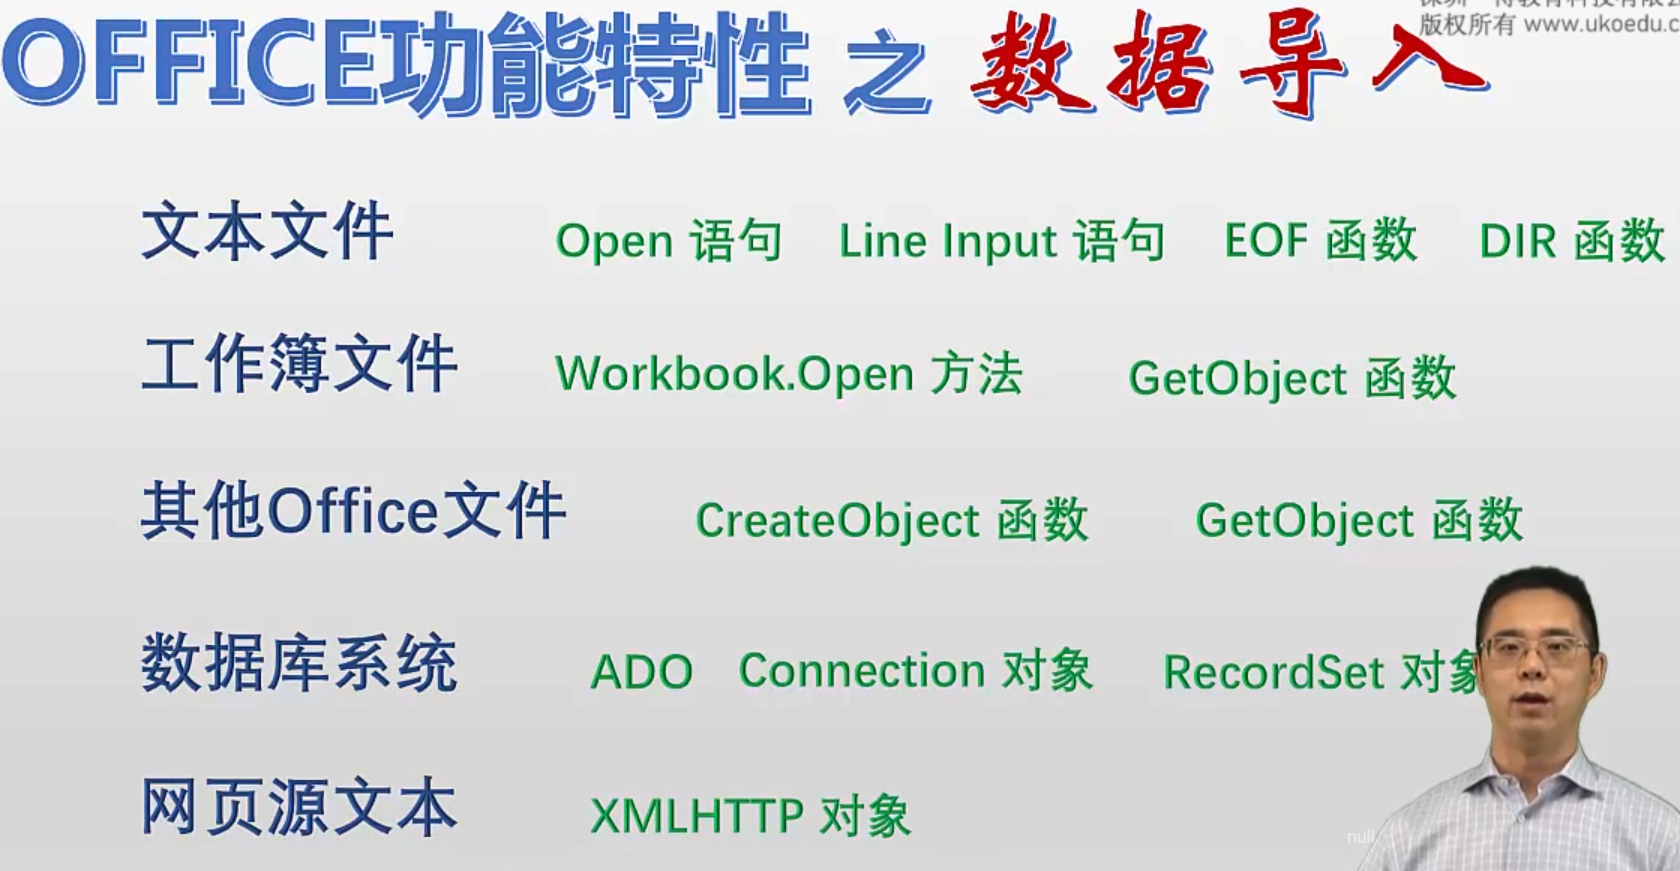 版权所有 www.ukoedu.c
OFFICE功能特性 之 数据导入
文本文件 Open 语句 Line Input 语句 EOF 函数 DIR 函数
工作簿文件 Workbook.Open 方法 GetObject 函数
其他Office文件 CreateObject 函数 GetObject 函数
数据库系统 ADO Connection 对象 RecordSet 对象
网页源文本 XMLHTTP 对象
null